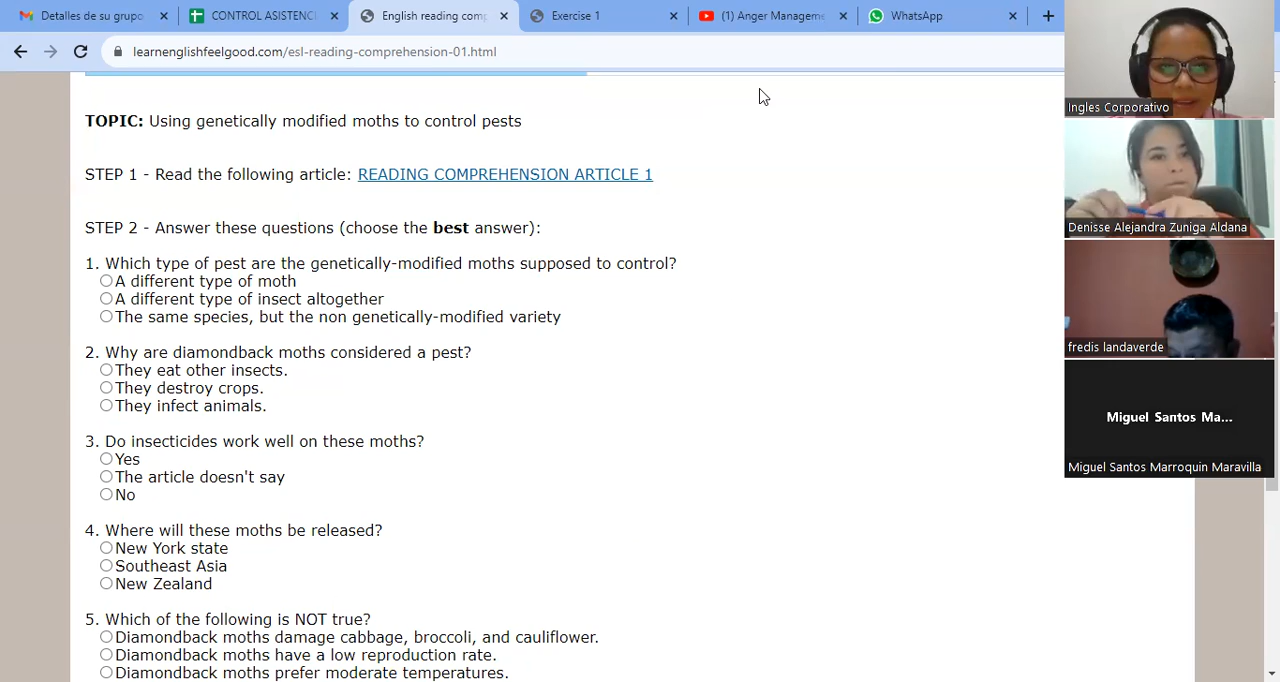 Detalles de su grupo
CONTROL ASISTENC
English reading com
Exercise 1
(1) Anger Manageme
WhatsApp
learnenglishfeelgood.com/esl-reading-comprehension-01.html
TOPIC: Using genetically modified moths to control pests
STEP 1 - Read the following article: READING COMPREHENSION ARTICLE 1
STEP 2 - Answer these questions (choose the best answer):
1. Which type of pest are the genetically-modified moths supposed to control?
A different type of moth
A different type of insect altogether
The same species, but the non genetically-modified variety
2. Why are diamondback moths considered a pest?
They eat other insects.
They destroy crops.
They infect animals.
3. Do insecticides work well on these moths?
Yes
The article doesn't say
No
4. Where will these moths be released?
New York state
Southeast Asia
New Zealand
5. Which of the following is NOT true?
Diamondback moths damage cabbage, broccoli, and cauliflower.
Diamondback moths have a low reproduction rate.
Diamondback moths prefer moderate temperatures.
Ingles Corporativo
Denisse Alejandra Zuniga Aldana
fredis landaverde
Miguel Santos Ma...
Miguel Santos Marroquin Maravilla